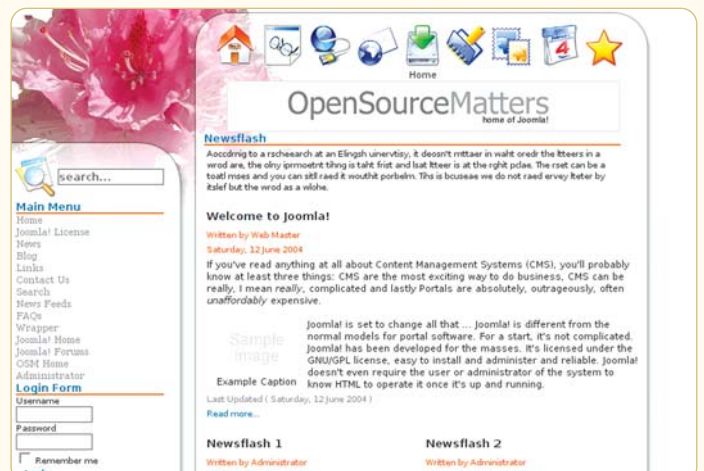 Home
OpenSourceMatters
home of Joomla!
Newsflash
Aoccdrnig to a rscheearch at an Elingsh uinervtisy, it deosn't mttaer in waht oredr the ltteers in a
wrod are, the olny iprmoetnt tihng is taht frist and lsat ltteer is at the rghit pclae. The rset can be a
toatl mses and you can sitll raed it wouthit porbelm. Tihs is bcuseae we do not raed ervey lteter by
itslef but the wrod as a wlohe.
Welcome to Joomla!
Written by Web Master
Saturday, 12 June 2004
If you've read anything at all about Content Management Systems (CMS), you'll probably
know at least three things: CMS are the most exciting way to do business, CMS can be
really, I mean really, complicated and lastly Portals are absolutely, outrageously, often
unaffordably expensive.
Sample
image
Example Caption
Joomla! is set to change all that ... Joomla! is different from the
normal models for portal software. For a start, it's not complicated.
Joomla! has been developed for the masses. It's licensed under the
GNU/GPL license, easy to install and administer and reliable. Joomla!
doesn't even require the user or administrator of the system to
know HTML to operate it once it's up and running.
Last Updated ( Saturday, 12 June 2004 )
Read more...
Newsflash 1
Written by Administrator
Newsflash 2
Written by Administrator
search...
Main Menu
Home
Joomla! License
News
Blog
Links
Contact Us
Search
News Feeds
FAQs
Wrapper
Joomla! Home
Joomla! Forums
OSM Home
Administrator
Login Form
Username
Password
Remember me
4